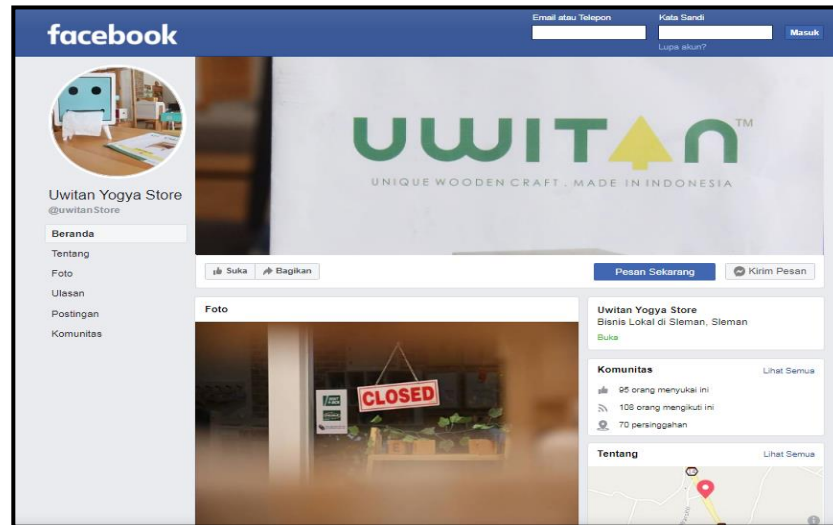 facebook
Email atau Telepon
Kata Sandi
Masuk
Lupa akun?
UWITAN™
UNIQUE WOODEN CRAFT . MADE IN INDONESIA
Uwitan Yogya Store
@uwitanStore
Beranda
Tentang
Foto
Ulasan
Postingan
Komunitas
Suka
Bagikan
Pesan Sekarang
Kirim Pesan
Foto
CLOSED
Uwitan Yogya Store
Bisnis Lokal di Sleman, Sleman
Buka
Komunitas
Lihat Semua
95 orang menyukai ini
108 orang mengikuti ini
70 persinggahan
Tentang
Lihat Semua